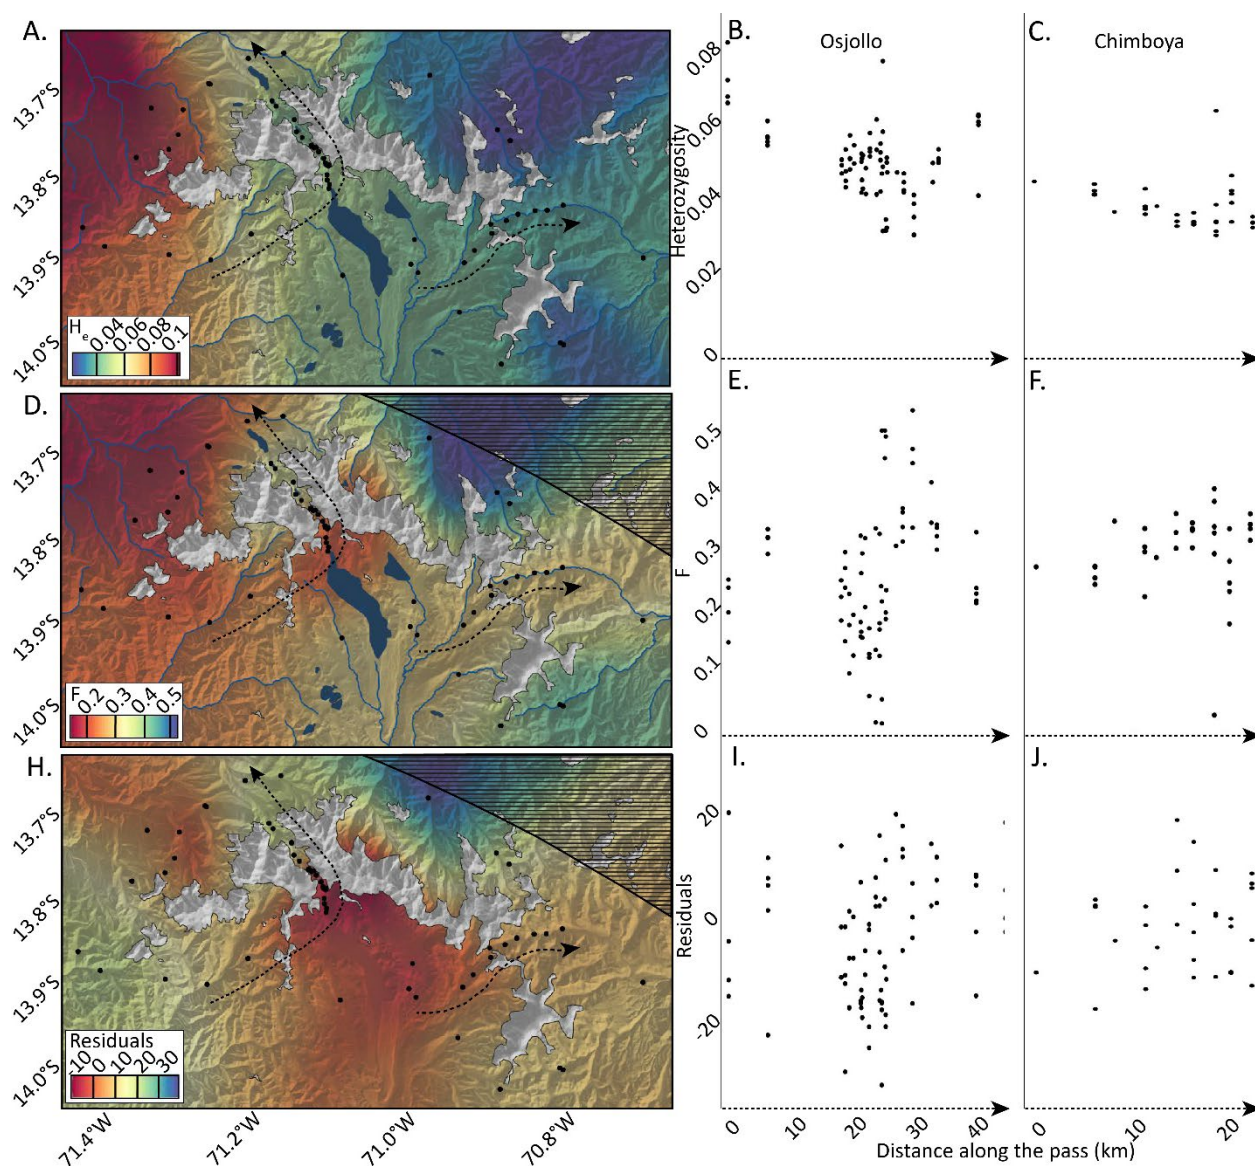 A.
13.7°S
13.8°S
13.9°S
14.0°S
He
0.04
0.06
0.08
0.1
B.
Osjollo
0.08
0.06
0.04
0.02
0
Heterozygosity
C.
Chimboya
D.
13.7°S
13.8°S
13.9°S
14.0°S
F
0.2
0.3
0.4
0.5
E.
0.5
0.4
0.3
0.2
0.1
0
F
F.
H.
13.7°S
13.8°S
13.9°S
14.0°S
Residuals
-10
0
10
20
30
71.4°W
71.2°W
71.0°W
70.8°W
I.
20
0
-20
Residuals
0
10
20
30
40
J.
0
10
20
Distance along the pass (km)